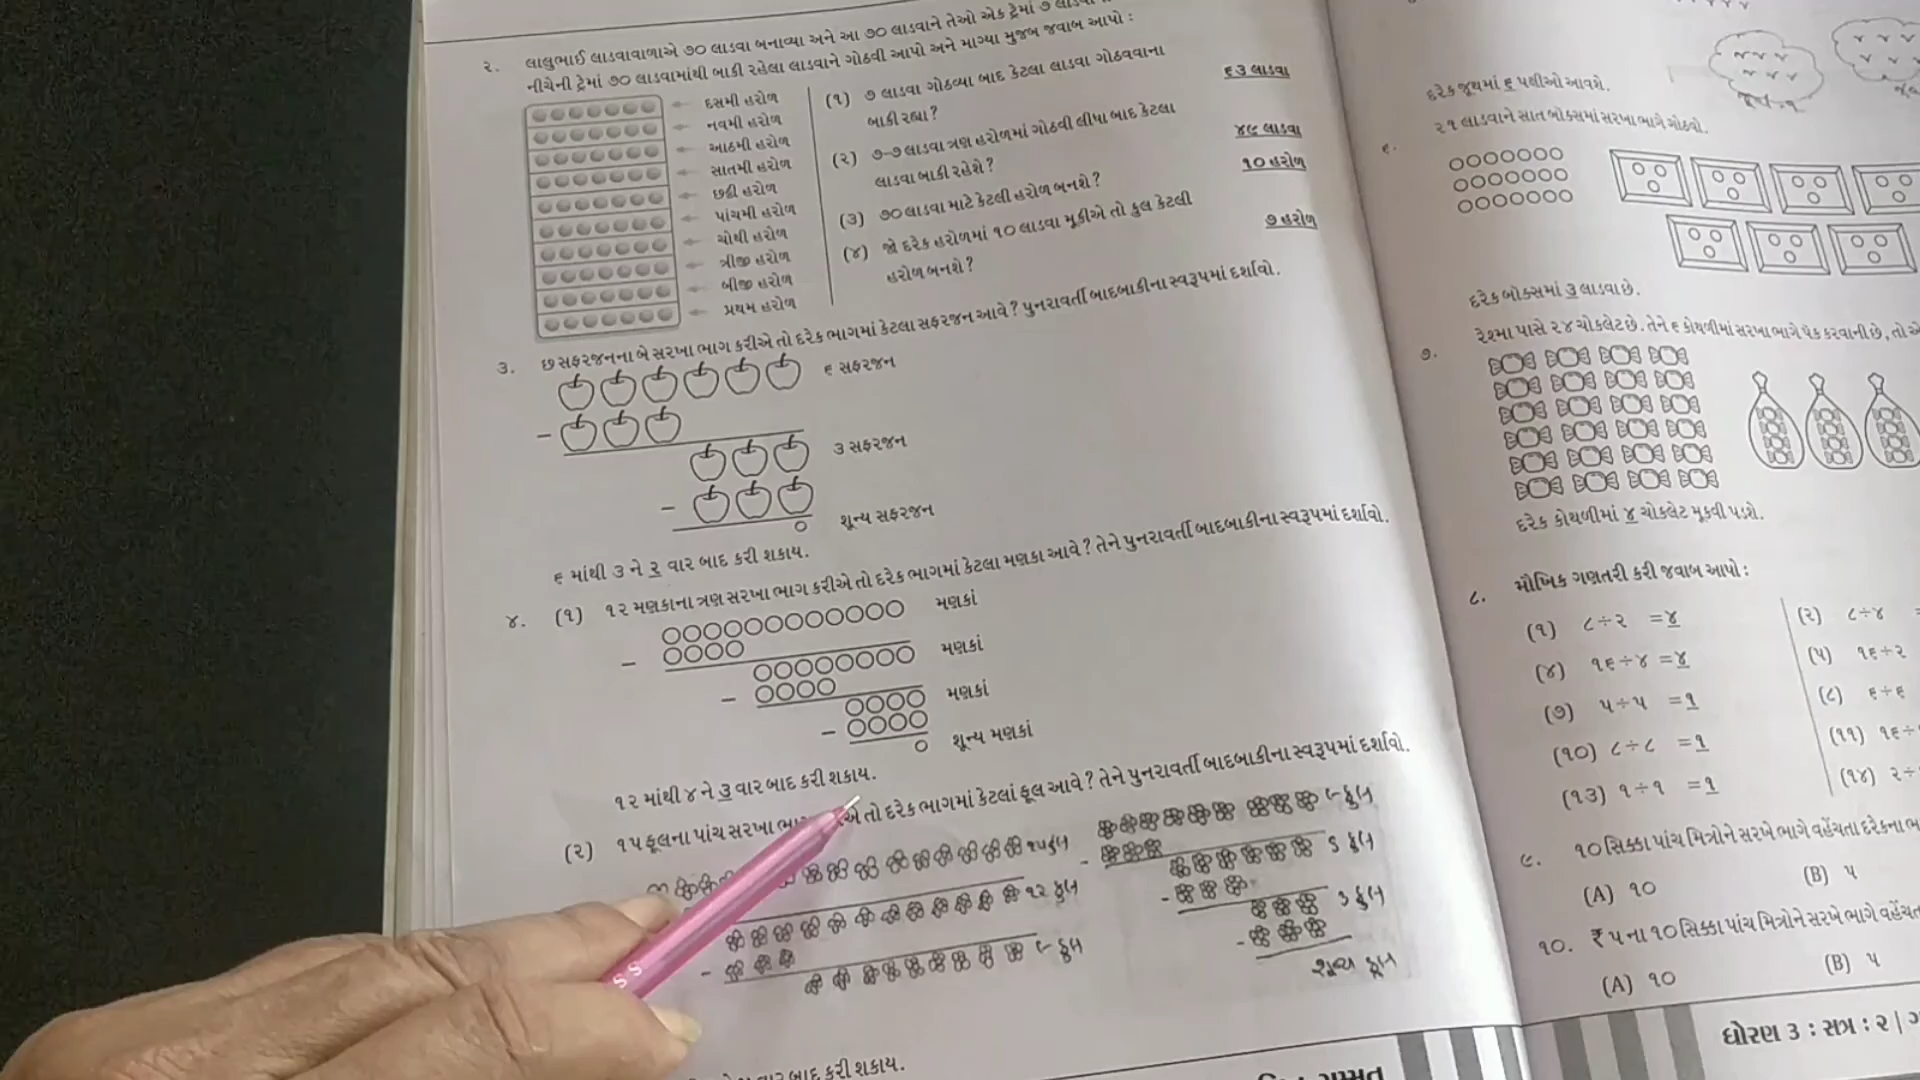 ૨. લાલુભાઈ લાડવાવાળાએ ૭૦ લાડવા બનાવ્યા અને આ ૭૦ લાડવાને તેઓ એક ટ્રેમાં ૭
નીચેની ટ્રેમાં ૭૦ લાડવામાંથી બાકી રહેલા લાડવાને ગોઠવી આપો અને માગ્યા મુજબ જવાબ આપો :
દસમી હરોળ
નવમી હરોળ
આઠમી હરોળ
સાતમી હરોળ
છઠ્ઠી હરોળ
પાંચમી હરોળ
ચોથી હરોળ
ત્રીજી હરોળ
બીજી હરોળ
પ્રથમ હરોળ
(૧) ૭ લાડવા ગોઠવ્યા બાદ કેટલા લાડવા ગોઠવવાના
બાકી રહ્યા? ૬૩ લાડવા
(૨) ૭-૭ લાડવા ત્રણ હરોળમાં ગોઠવી લીધા બાદ કેટલા
લાડવા બાકી રહેશે? ૪૯ લાડવા
(૩) ૭૦ લાડવા માટે કેટલી હરોળ બનશે? ૧૦ હરોળ
(૪) જો દરેક હરોળમાં ૧૦ લાડવા મૂકીએ તો કુલ કેટલી
હરોળ બનશે? ૭ હરોળ
૩. છ સફરજનના બે સરખા ભાગ કરીએ તો દરેક ભાગમાં કેટલા સફરજન આવે? પુનરાવર્તી બાદબાકીના સ્વરૂપમાં દર્શાવો.
૬ સફરજન
–
૩ સફરજન
–
૦ શૂન્ય સફરજન
૬ માંથી ૩ ને ૨ વાર બાદ કરી શકાય.
૪. (૧) ૧૨ મણકાના ત્રણ સરખા ભાગ કરીએ તો દરેક ભાગમાં કેટલા મણકા આવે? તેને પુનરાવર્તી બાદબાકીના સ્વરૂપમાં દર્શાવો.
મણકાં
–
મણકાં
–
મણકાં
–
૦ શૂન્ય મણકાં
૧૨ માંથી ૪ ને ૩ વાર બાદ કરી શકાય.
(૨) ૧૫ ફૂલના પાંચ સરખા તો દરેક ભાગમાં કેટલાં ફૂલ આવે? તેને પુનરાવર્તી બાદબાકીના સ્વરૂપમાં દર્શાવો.
૧૫ ફુલ
૧૨ ફુલ
–
૯ ફુલ
૯ ફુલ
–
૬ ફુલ
–
૩ ફુલ
–
શૂન્ય ફૂલ
વાર બાદ કરી શકાય.
ગમ્મત
દરેક જૂથમાં ૬ પક્ષીઓ આવશે.
જૂથ-૧
૬. ૨૧ લાડવાને સાત બોક્સમાં સરખા ભાગે ગોઠવો.
દરેક બોક્સમાં ૩ લાડવા છે.
૭. રેશ્મા પાસે ૨૪ ચોકલેટ છે. તેને ૬ કોથળીમાં સરખા ભાગે પેક કરવાની છે, તો
દરેક કોથળીમાં ૪ ચોકલેટ મૂકવી પડશે.
૮. મૌખિક ગણતરી કરી જવાબ આપો :
(૧) ૮÷૨ =૪ (૨) ૮÷૪
(૪) ૧૬÷૪ =૪ (૫) ૧૬÷૨
(૭) ૫÷૫ =૧ (૮) ૬÷૬
(૧૦) ૮÷૮ =૧ (૧૧) ૧૬÷
(૧૩) ૧÷૧ =૧ (૧૪) ૨÷
૯. ૧૦ સિક્કા પાંચ મિત્રોને સરખે ભાગે વહેંચતા દરેકના
(A) ૧૦ (B) ૫
૧૦. ₹ ૫ ના ૧૦ સિક્કા પાંચ મિત્રોને સરખે ભાગે
(A) ૧૦ (B) ૫
ધોરણ ૩ : સત્ર : ૨ |